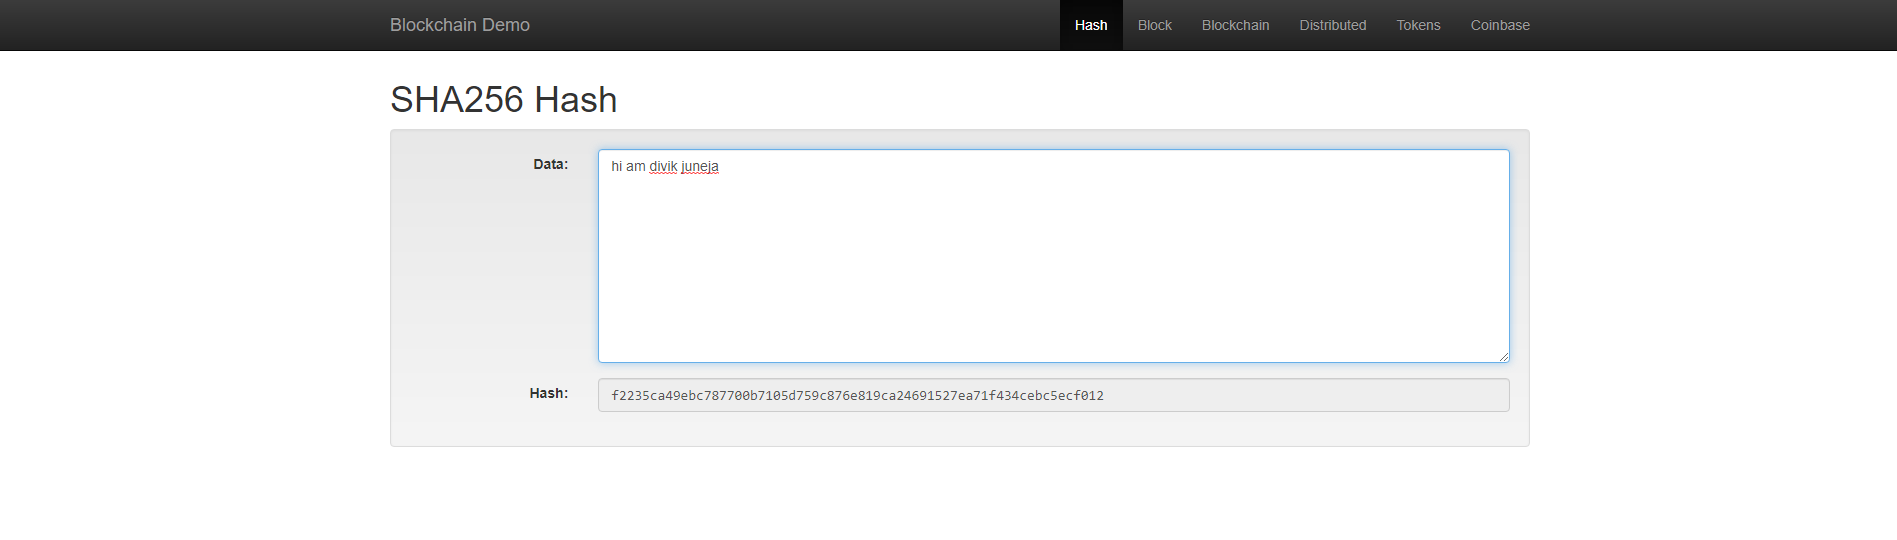 Blockchain Demo
Hash Block Blockchain Distributed Tokens Coinbase
SHA256 Hash
Data:
hi am divik juneja
Hash:
f2235ca49ebc787700b7105d759c876e819ca24691527ea71f434cebc5ecf012